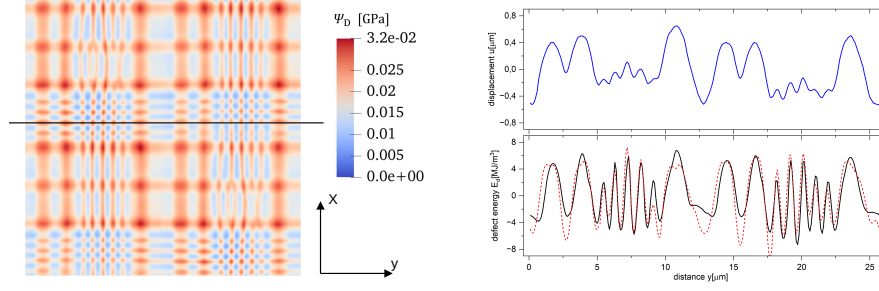 Ψ_D [GPa]
3.2e-02
0.025
0.02
0.015
0.01
0.005
0.0e+00
X
y
displacement u[µm]
0,8
0,4
0,0
-0,4
-0,8
defect energy E_d[MJ/m³]
8
4
0
-4
-8
0
5
10
15
20
25
distance y[µm]